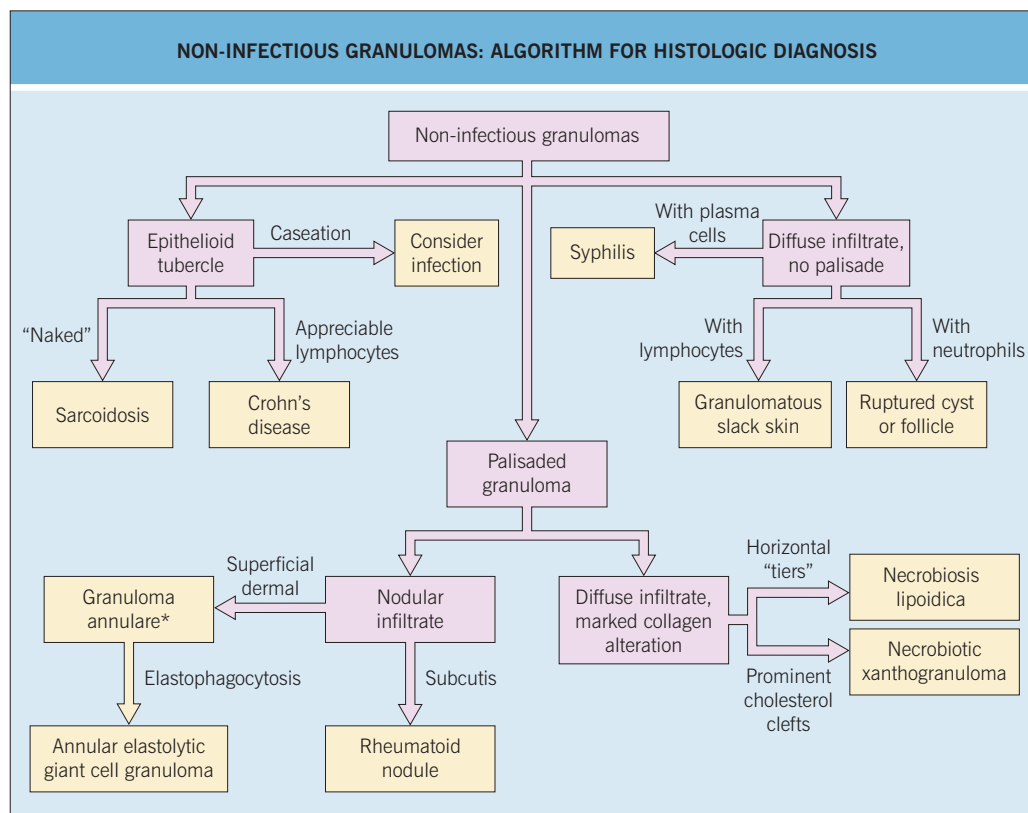 NON-INFECTIOUS GRANULOMAS: ALGORITHM FOR HISTOLOGIC DIAGNOSIS
Non-infectious granulomas
Epithelioid
tubercle
Caseation
Consider
infection
"Naked"
Appreciable
lymphocytes
Sarcoidosis
Crohn's
disease
With plasma
cells
Syphilis
Diffuse infiltrate,
no palisade
With
lymphocytes
With
neutrophils
Granulomatous
slack skin
Ruptured cyst
or follicle
Palisaded
granuloma
Superficial
dermal
Granuloma
annulare*
Nodular
infiltrate
Elastophagocytosis
Subcutis
Annular elastolytic
giant cell granuloma
Rheumatoid
nodule
Diffuse infiltrate,
marked collagen
alteration
Horizontal
"tiers"
Necrobiosis
lipoidica
Prominent
cholesterol
clefts
Necrobiotic
xanthogranuloma